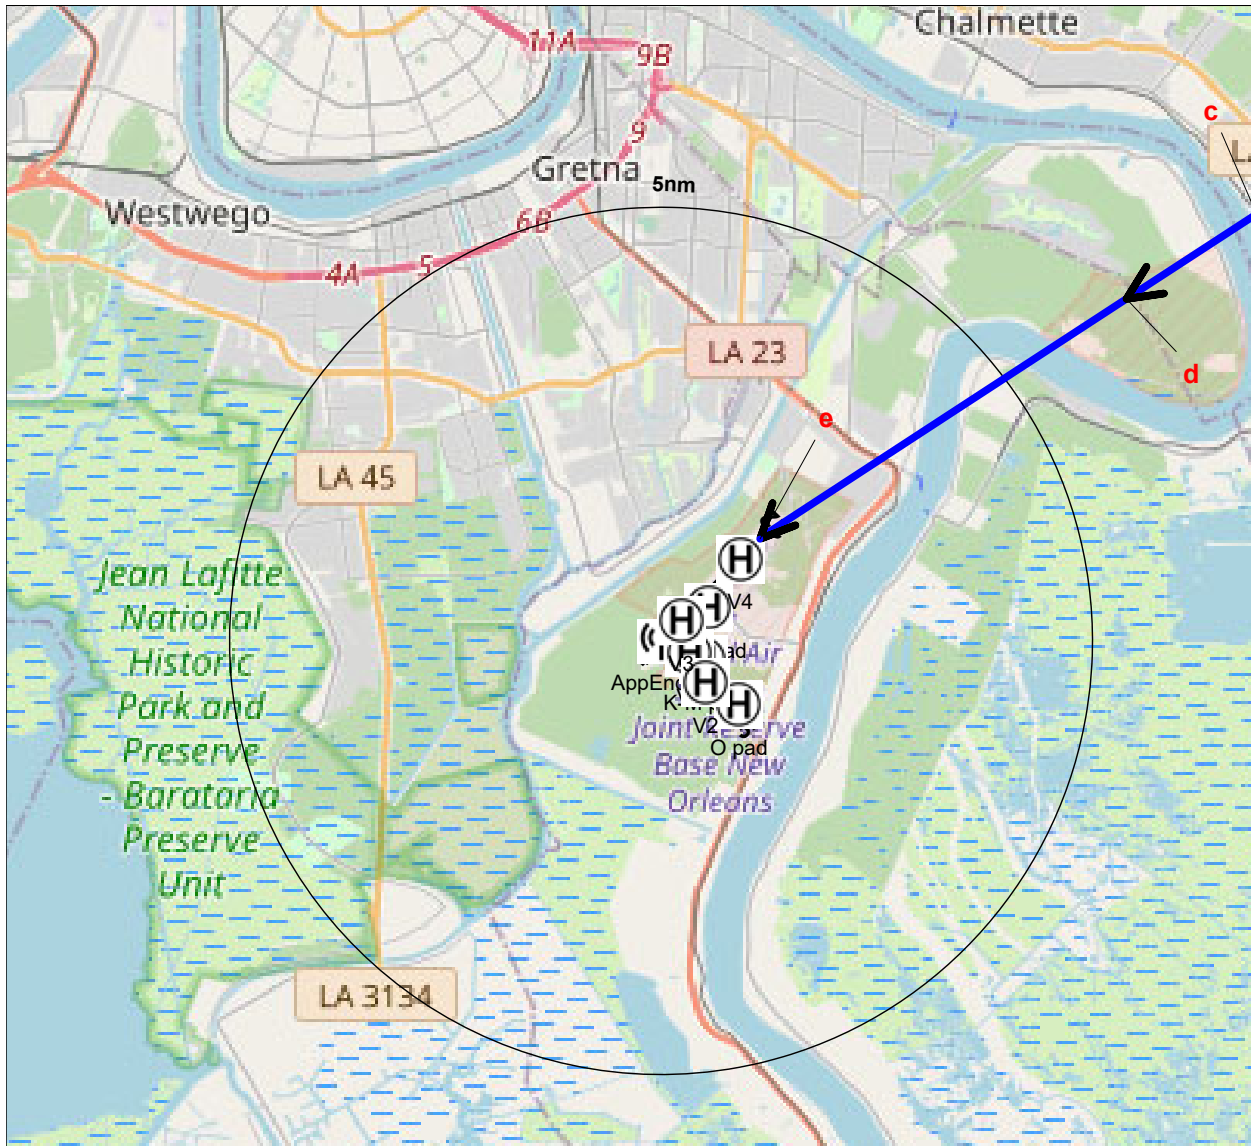 Chalmette
11A
9B
c
9
Gretna
5nm
Westwego
6B
5
4A
LA 23
d
e
LA 45
H
Jean Lafitte
National
Historic
Park and
Preserve
- Barataria
Preserve
Unit
H
V4
H
V3
Air
H
H
V2
O pad
Joint Reserve
Base New
Orleans
LA 3134